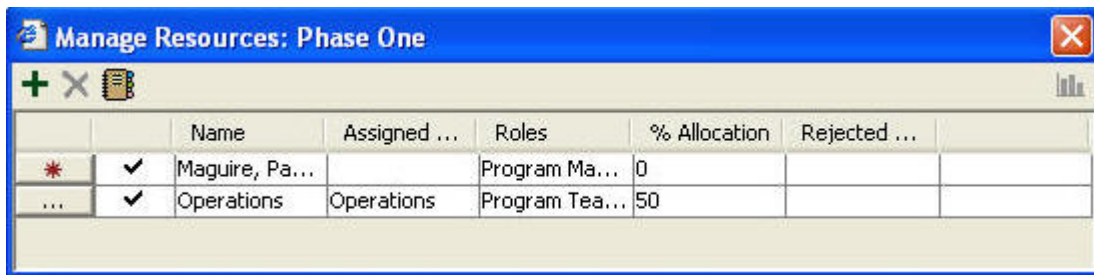 Manage Resources: Phase One
Name Assigned ... Roles % Allocation Rejected ...
Maguire, Pa... Program Ma... 0
... Operations Operations Program Tea... 50